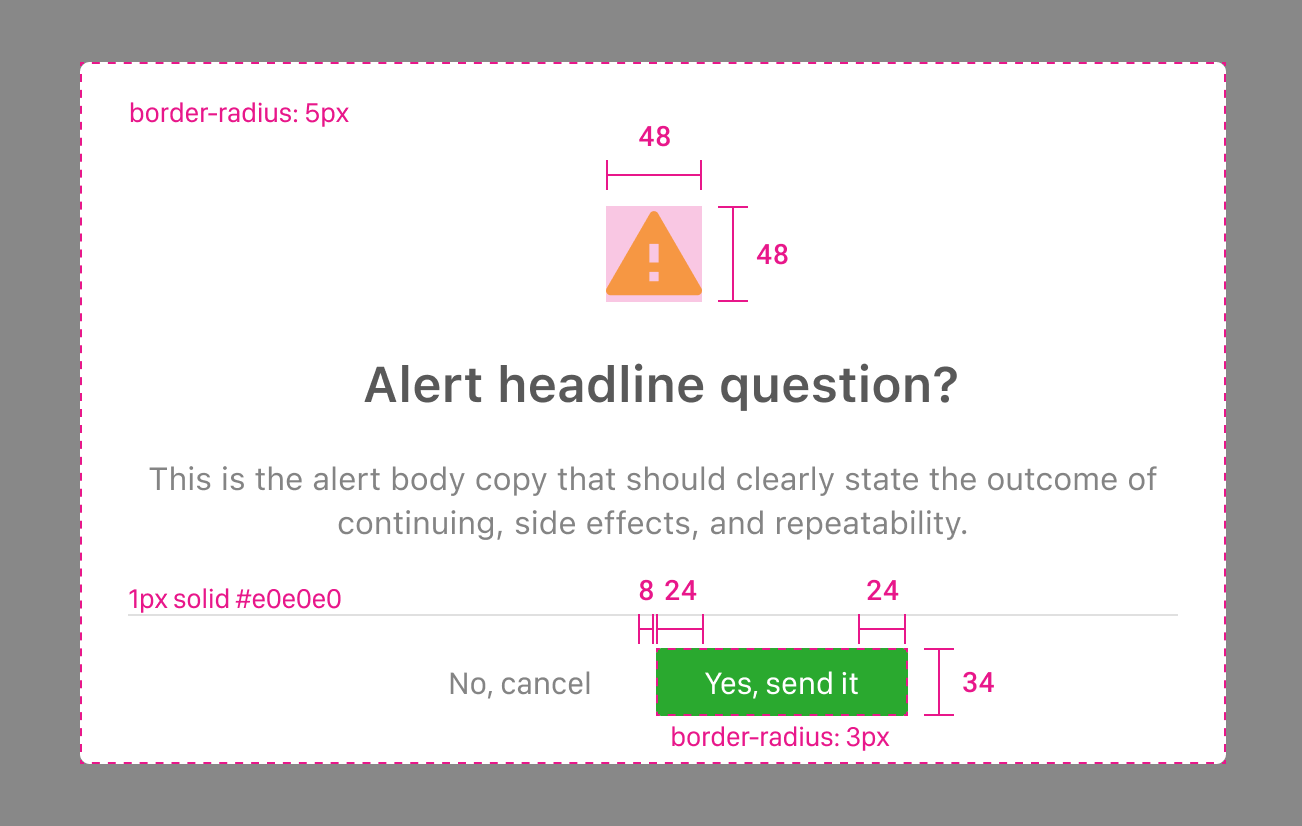 border-radius: 5px
48
48
Alert headline question?
This is the alert body copy that should clearly state the outcome of
continuing, side effects, and repeatability.
1px solid #e0e0e0
8 24 24
No, cancel
Yes, send it
34
border-radius: 3px